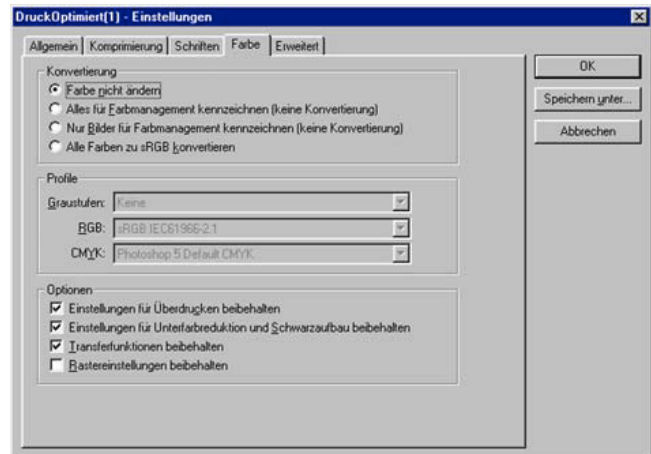 DruckOptimiert(1) - Einstellungen
Allgemein Komprimierung Schriften Farbe Erweitert
OK
Speichern unter...
Abbrechen
Konvertierung
Farbe nicht ändern
Alles für Farbmanagement kennzeichnen (keine Konvertierung)
Nur Bilder für Farbmanagement kennzeichnen (keine Konvertierung)
Alle Farben zu sRGB konvertieren
Profile
Graustufen: Keine
RGB: sRGB IEC61966-2.1
CMYK: Photoshop 5 Default CMYK
Optionen
Einstellungen für Überdrucken beibehalten
Einstellungen für Unterfarbreduktion und Schwarzaufbau beibehalten
Transferfunktionen beibehalten
Rastereinstellungen beibehalten